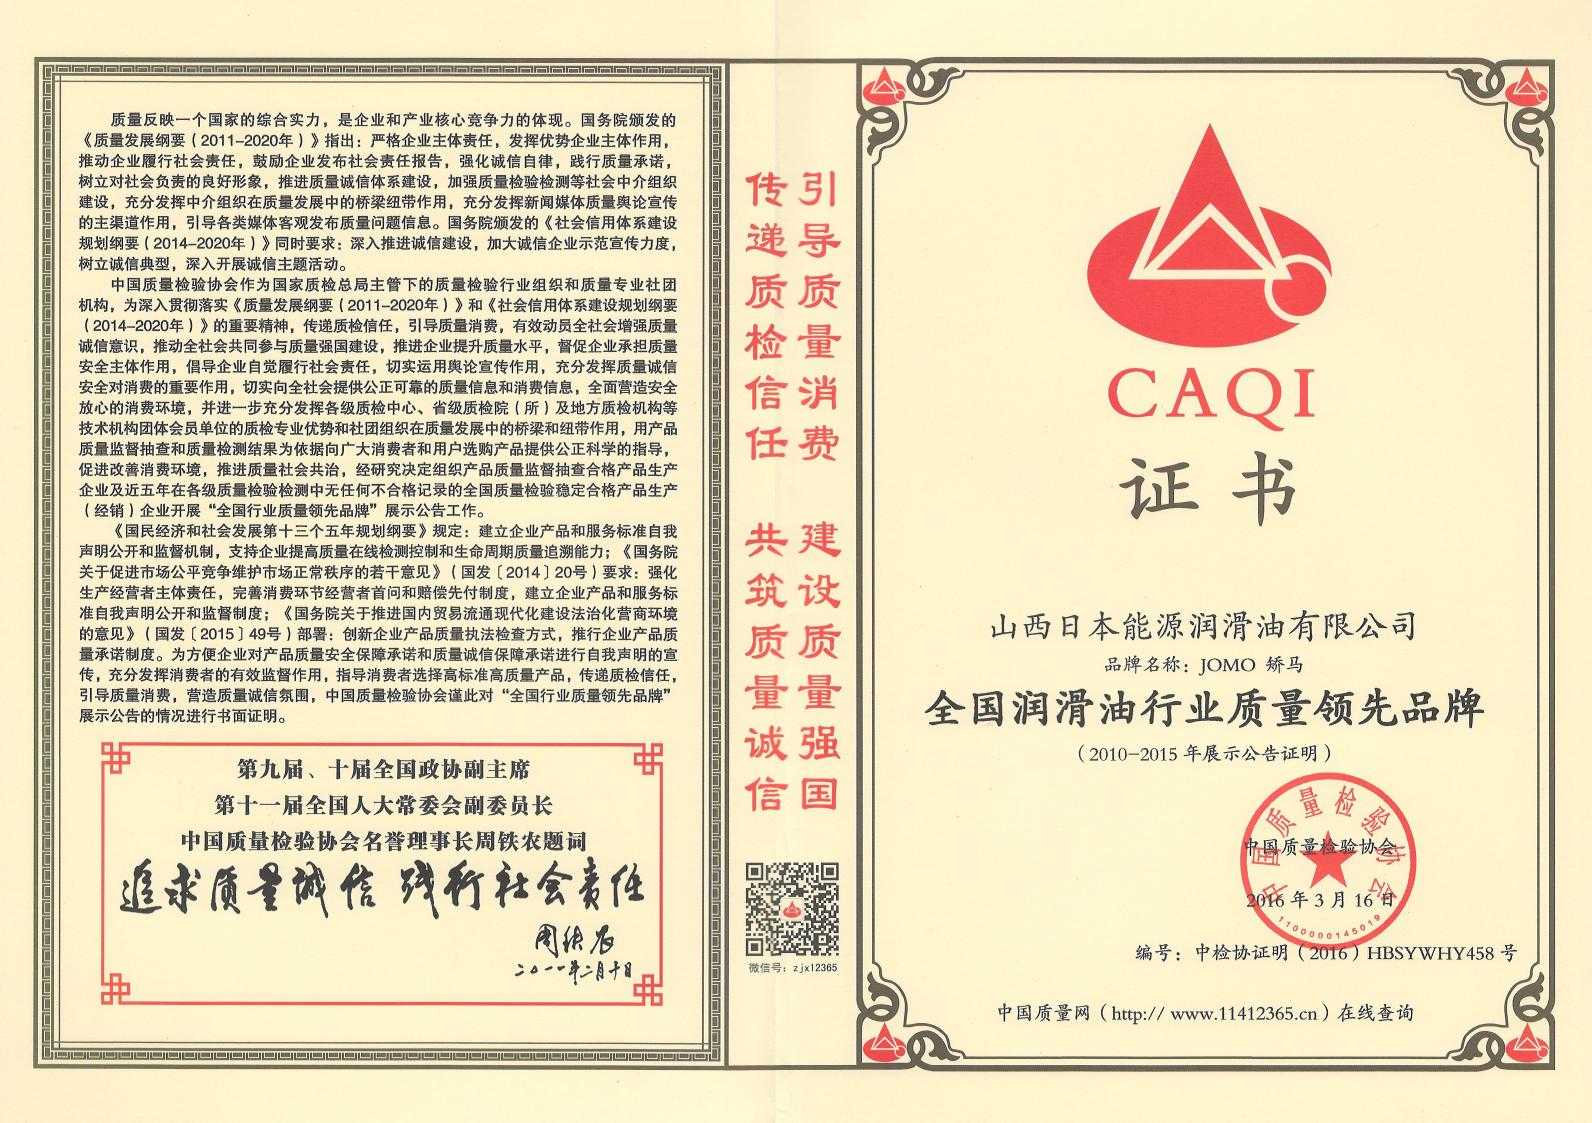 质量反映一个国家的综合实力，是企业和产业核心竞争力的体现。国务院颁发的
《质量发展纲要（2011-2020年）》指出：严格企业主体责任，发挥优势企业主体作用，
推动企业履行社会责任，鼓励企业发布社会责任报告，强化诚信自律，践行质量承诺，
树立对社会负责的良好形象，推进质量诚信体系建设，加强质量检验检测等社会中介组织
建设，充分发挥中介组织在质量发展中的桥梁纽带作用，充分发挥新闻媒体质量舆论宣传
的主渠道作用，引导各类媒体客观发布质量问题信息。国务院颁发的《社会信用体系建设
规划纲要（2014-2020年）》同时要求：深入推进诚信建设，加大诚信企业示范宣传力度，
树立诚信典型，深入开展诚信主题活动。
中国质量检验协会作为国家质检总局主管下的质量检验行业组织和质量专业社团
机构，为深入贯彻落实《质量发展纲要（2011-2020年）》和《社会信用体系建设规划纲要
（2014-2020年）》的重要精神，传递质检信任，引导质量消费，有效动员全社会增强质量
诚信意识，推动全社会共同参与质量强国建设，推进企业提升质量水平，督促企业承担质量
安全主体作用，倡导企业自觉履行社会责任，切实运用舆论宣传作用，充分发挥质量诚信
安全对消费的重要作用，切实向全社会提供公正可靠的质量信息和消费信息，全面营造安全
放心的消费环境，并进一步充分发挥各级质检中心、省级质检院（所）及地方质检机构等
技术机构团体会员单位的质检专业优势和社团组织在质量发展中的桥梁和纽带作用，用产品
质量监督抽查和质量检测结果为依据向广大消费者和用户选购产品提供公正科学的指导，
促进改善消费环境，推进质量社会共治，经研究决定组织产品质量监督抽查合格产品生产
企业及近五年在各级质量检验检测中无任何不合格记录的全国质量检验稳定合格产品生产
（经销）企业开展“全国行业质量领先品牌”展示公告工作。
《国民经济和社会发展第十三个五年规划纲要》规定：建立企业产品和服务标准自我
声明公开和监督机制，支持企业提高质量在线检测控制和生命周期质量追溯能力；《国务院
关于促进市场公平竞争维护市场正常秩序的若干意见》（国发〔2014〕20号）要求：强化
生产经营者主体责任，完善消费环节经营者首问和赔偿先付制度，建立企业产品和服务标
准自我声明公开和监督制度；《国务院关于推进国内贸易流通现代化建设法治化营商环境
的意见》（国发〔2015〕49号）部署：创新企业产品质量执法检查方式，推行企业产品质
量承诺制度。为方便企业对产品质量安全保障承诺和质量诚信保障承诺进行自我声明的宣
传，充分发挥消费者的有效监督作用，指导消费者选择高标准高质量产品，传递质检信任，
引导质量消费，营造质量诚信氛围，中国质量检验协会谨此对“全国行业质量领先品牌”
展示公告的情况进行书面证明。
第九届、十届全国政协副主席
第十一届全国人大常委会副委员长
中国质量检验协会名誉理事长周铁农题词
追求质量诚信 践行社会责任
周铁农
二〇一一年二月十日
引导质量消费 建设质量强国
传递质检信任 共筑质量诚信
微信号：zjx12365
CAQI
证书
山西日本能源润滑油有限公司
品牌名称：JOMO 矫马
全国润滑油行业质量领先品牌
（2010-2015 年展示公告证明）
中国质量检验协会
中国质量检验协会
2016 年 3 月 16 日
1100000145019
编号：中检协证明（2016）HBSYWHY458 号
中国质量网（http:// www.11412365.cn）在线查询